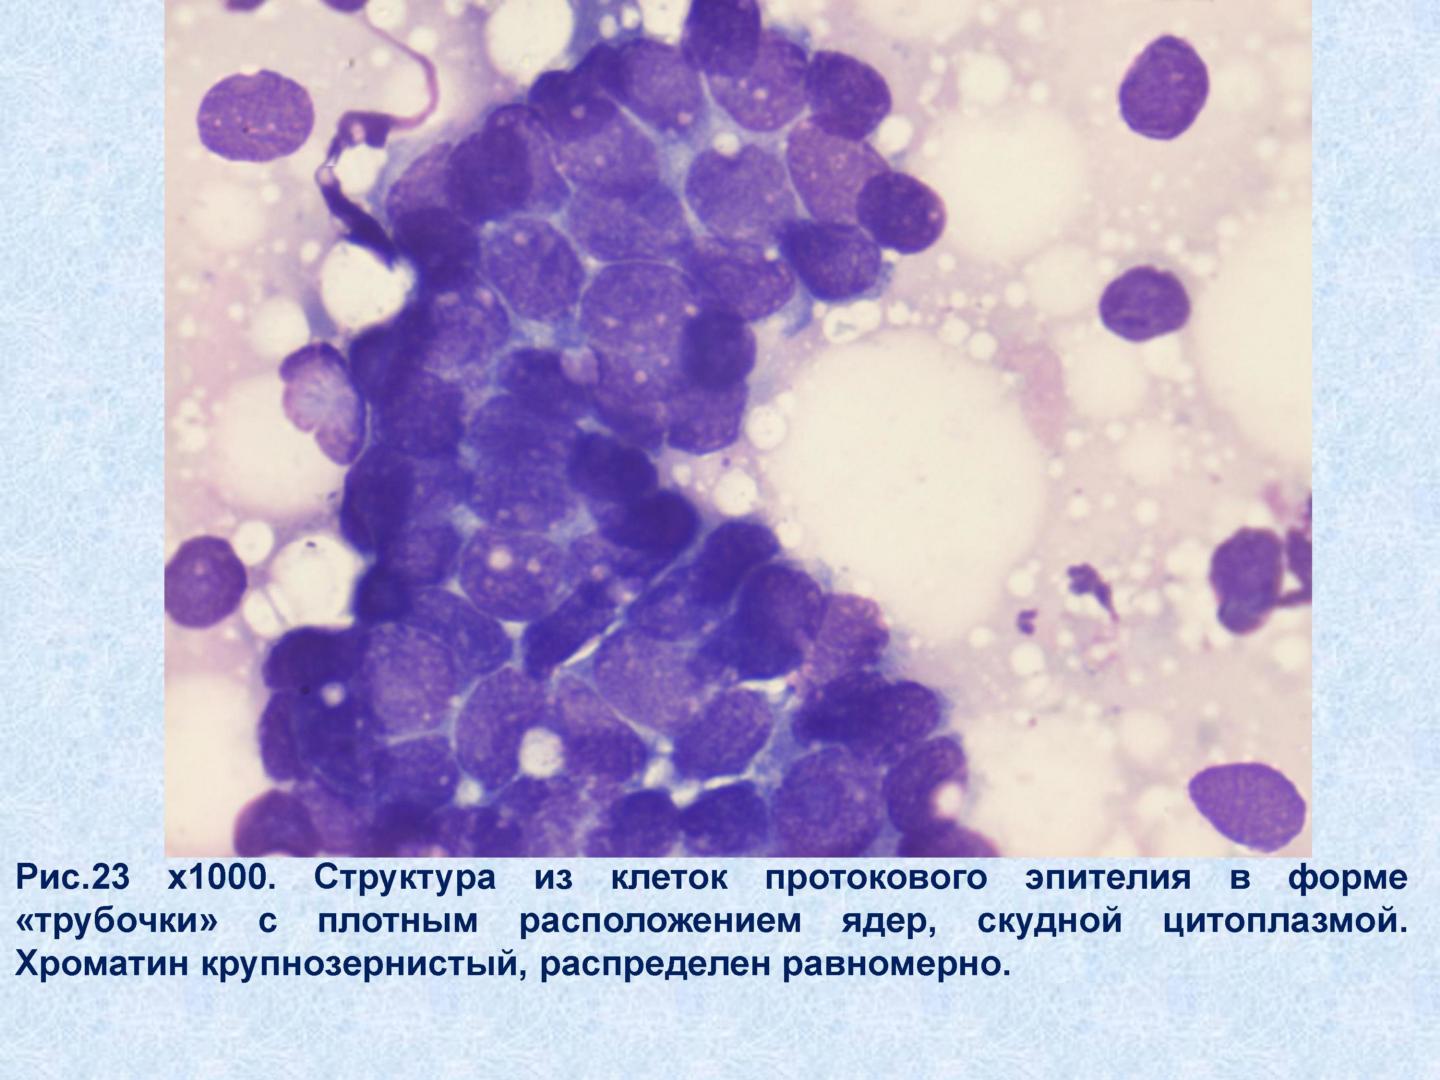 Рис.23 х1000. Структура из клеток протокового эпителия в форме
«трубочки» с плотным расположением ядер, скудной цитоплазмой.
Хроматин крупнозернистый, распределен равномерно.